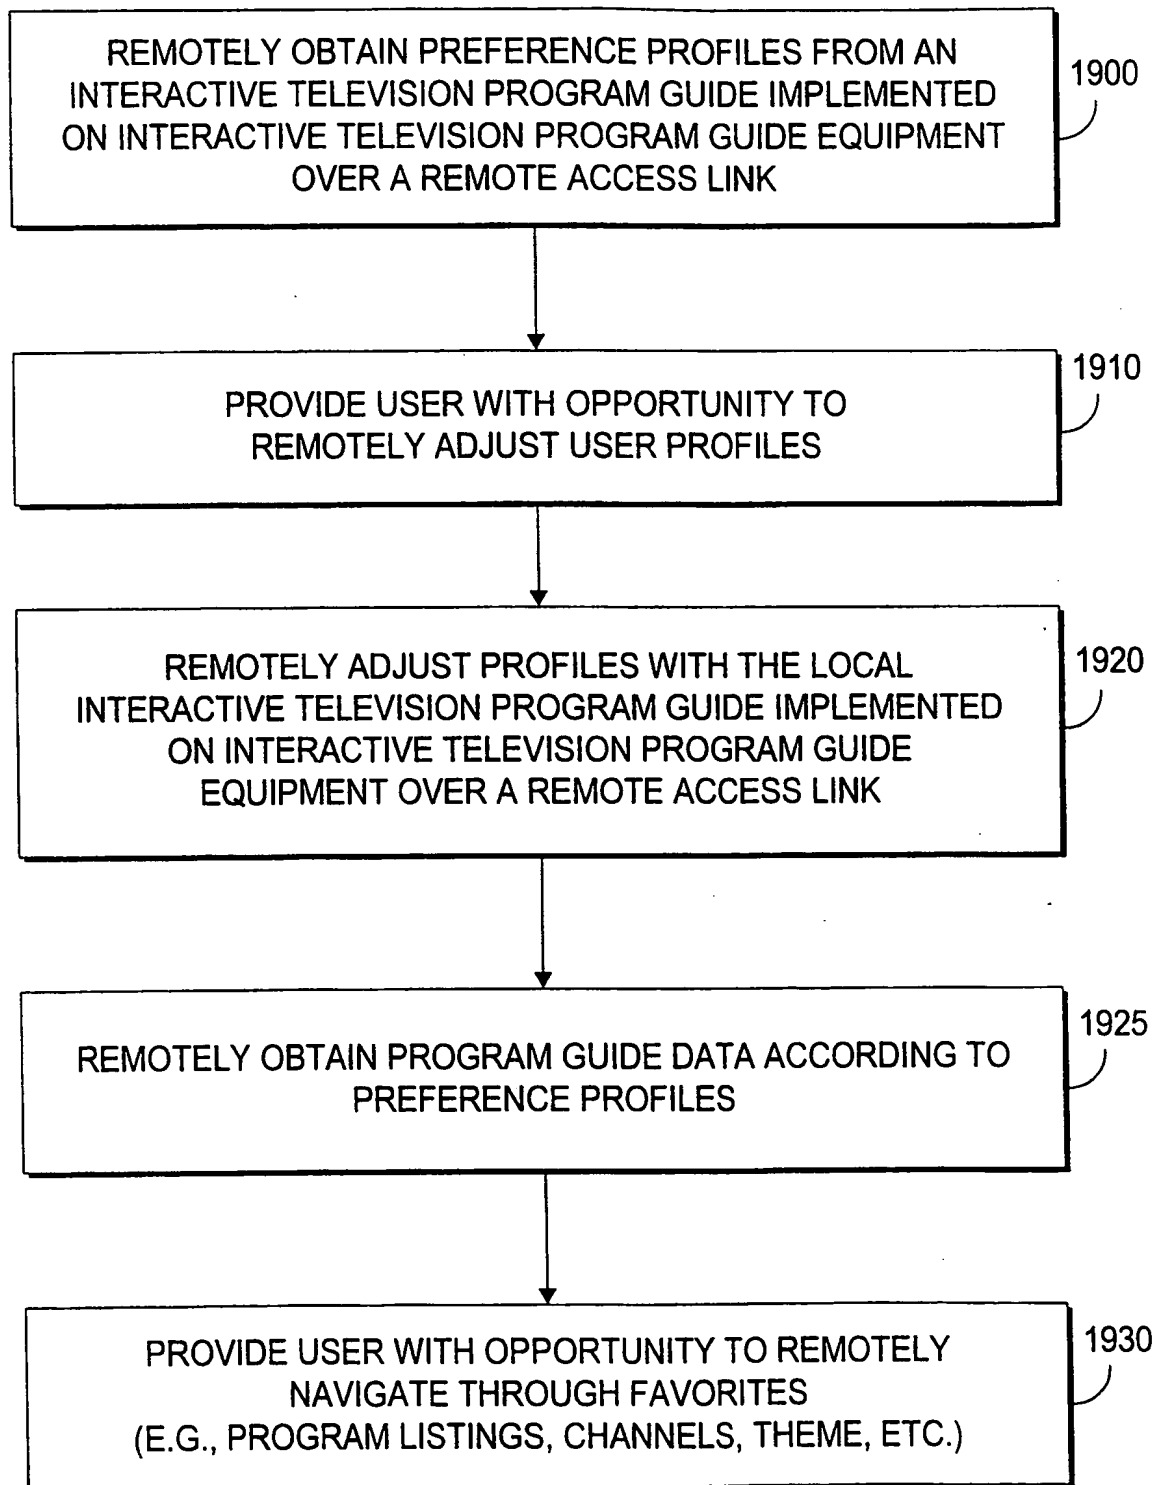 REMOTELY OBTAIN PREFERENCE PROFILES FROM AN
INTERACTIVE TELEVISION PROGRAM GUIDE IMPLEMENTED
ON INTERACTIVE TELEVISION PROGRAM GUIDE EQUIPMENT
OVER A REMOTE ACCESS LINK
1900
PROVIDE USER WITH OPPORTUNITY TO
REMOTELY ADJUST USER PROFILES
1910
REMOTELY ADJUST PROFILES WITH THE LOCAL
INTERACTIVE TELEVISION PROGRAM GUIDE IMPLEMENTED
ON INTERACTIVE TELEVISION PROGRAM GUIDE
EQUIPMENT OVER A REMOTE ACCESS LINK
1920
REMOTELY OBTAIN PROGRAM GUIDE DATA ACCORDING TO
PREFERENCE PROFILES
1925
PROVIDE USER WITH OPPORTUNITY TO REMOTELY
NAVIGATE THROUGH FAVORITES
(E.G., PROGRAM LISTINGS, CHANNELS, THEME, ETC.)
1930